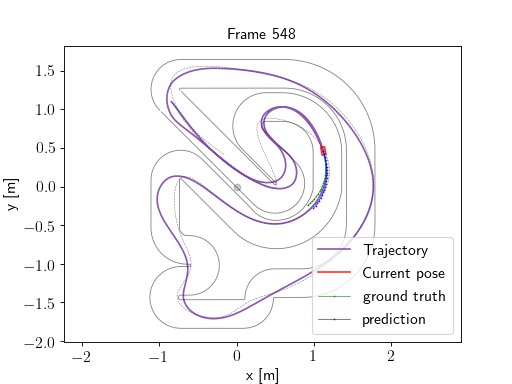 Frame 548
y [m]
1.5
1.0
0.5
0.0
−0.5
−1.0
−1.5
−2.0
Trajectory
Current pose
ground truth
prediction
−2
−1
0
1
2
x [m]